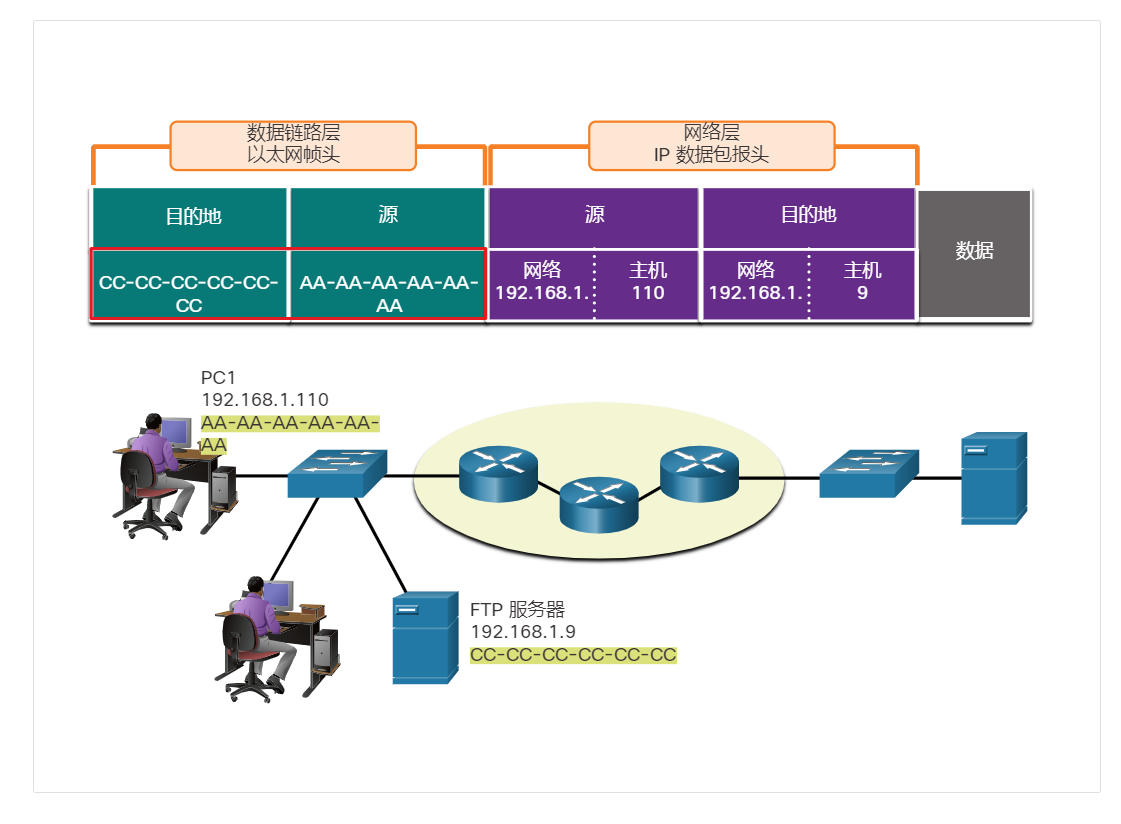 数据链路层
以太网帧头
网络层
IP 数据包报头
目的地
源
源
目的地
数据
CC-CC-CC-CC-CC-
CC
AA-AA-AA-AA-AA-
AA
网络
192.168.1.
主机
110
网络
192.168.1.
主机
9
PC1
192.168.1.110
AA-AA-AA-AA-AA-
AA
FTP 服务器
192.168.1.9
CC-CC-CC-CC-CC-CC